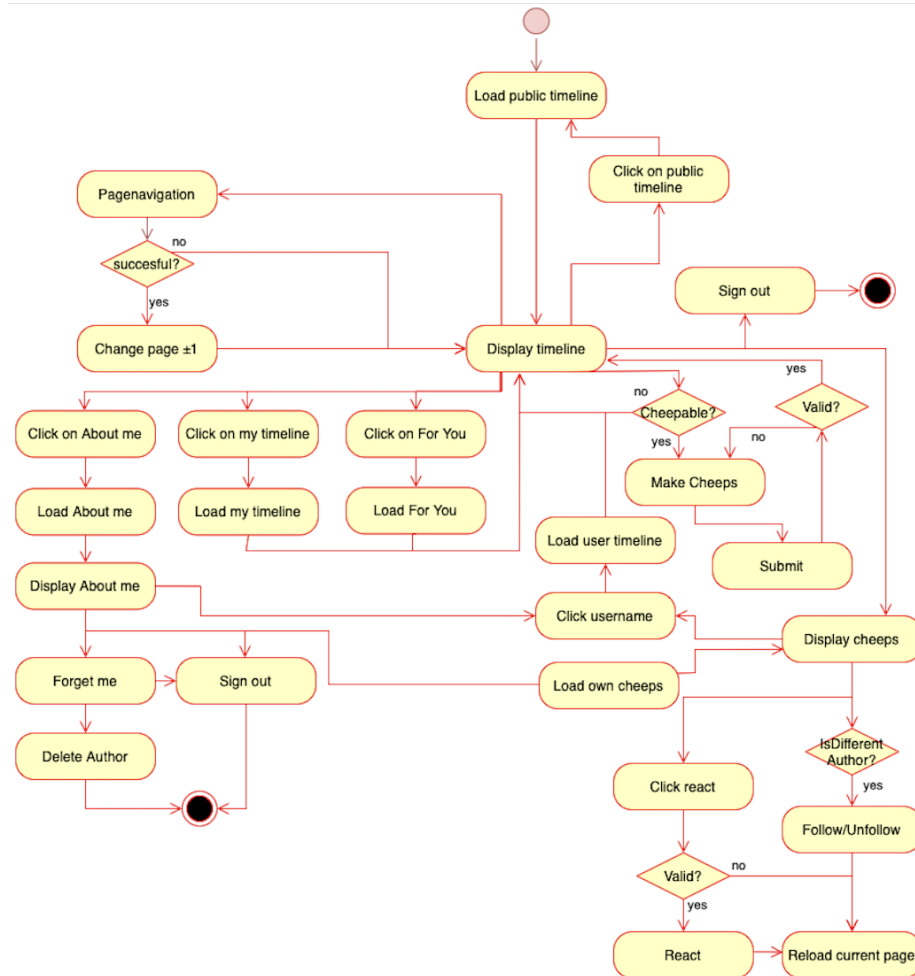 Load public timeline
Click on public
timeline
Pagenavigation
no
succesful?
Sign out
yes
Change page ±1
Display timeline
yes
no
Cheepable?
Valid?
Click on About me
Click on my timeline
Click on For You
yes
no
Make Cheeps
Load About me
Load my timeline
Load For You
Load user timeline
Submit
Display About me
Click username
Display cheeps
Forget me
Sign out
Load own cheeps
Delete Author
IsDifferent
Author?
Click react
yes
Follow/Unfollow
Valid?
no
yes
React
Reload current page